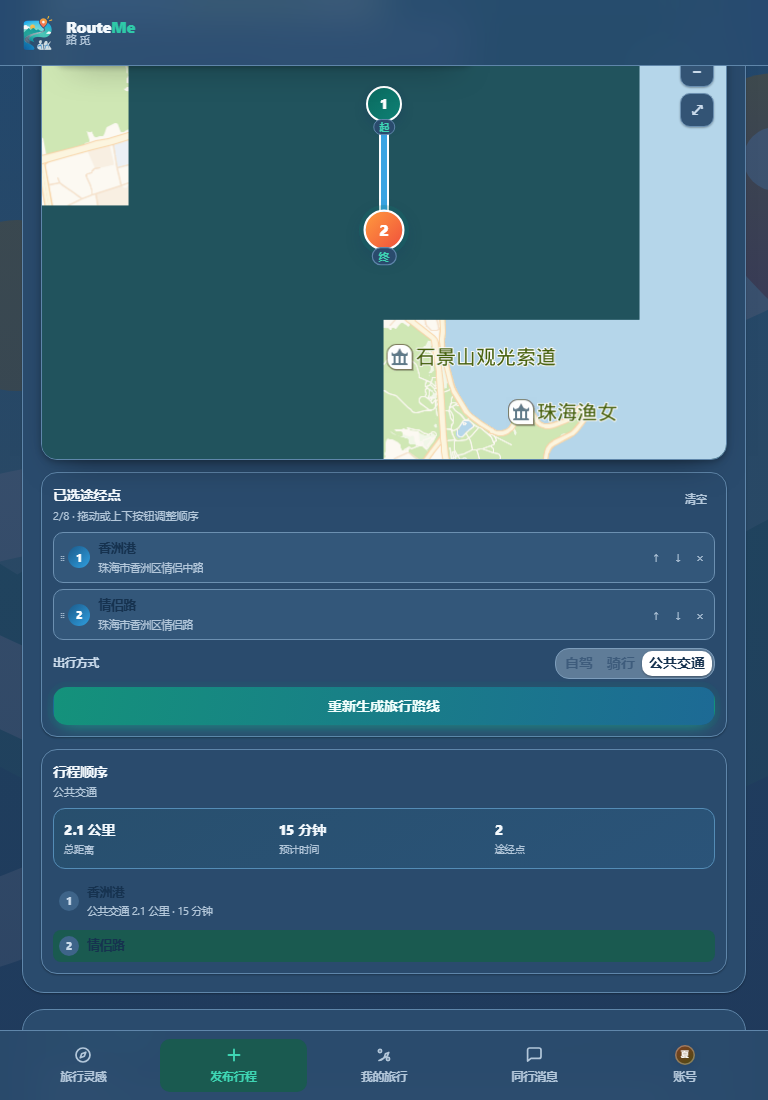 RouteMe
路觅
−
1
起
2
终
石景山观光索道
珠海渔女
已选途经点
清空
2/8 · 拖动或上下按钮调整顺序
1
香洲港
珠海市香洲区情侣中路
↑ ↓ ×
2
情侣路
珠海市香洲区情侣路
↑ ↓ ×
出行方式
自驾 骑行 公共交通
重新生成旅行路线
行程顺序
公共交通
2.1 公里 15 分钟 2
总距离 预计时间 途经点
1
香洲港
公共交通 2.1 公里 · 15 分钟
2 情侣路
夏
旅行灵感 发布行程 我的旅行 同行消息 账号